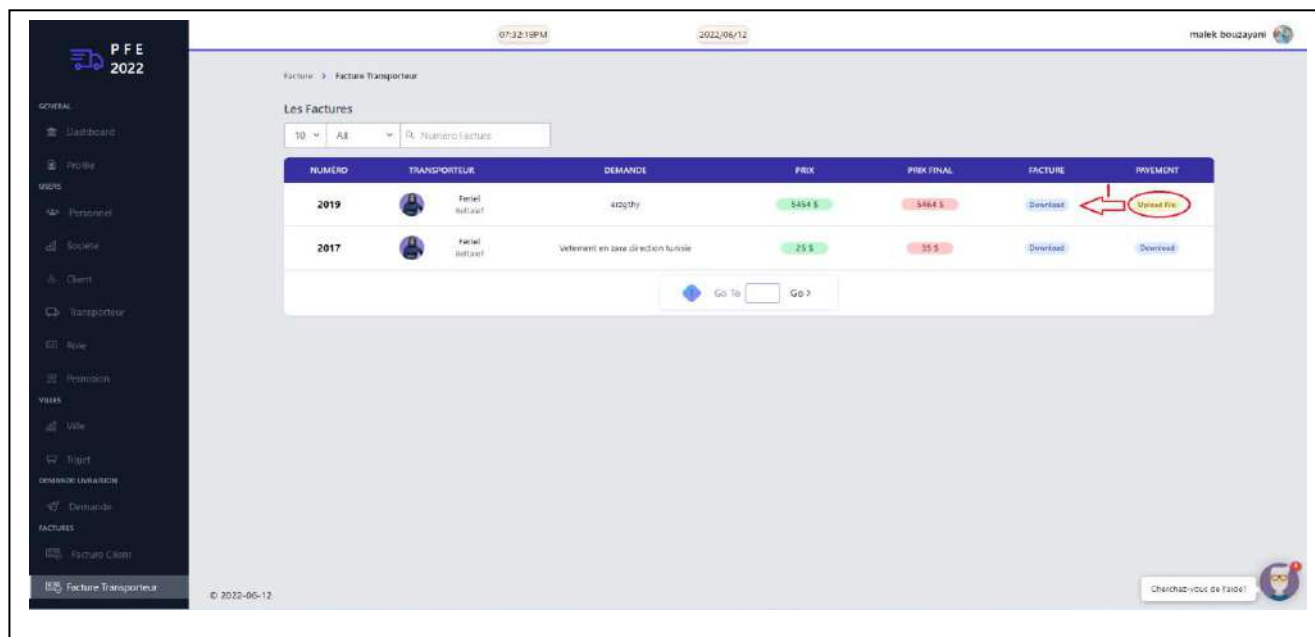 PFE
2022
07:32:19PM
2022/06/12
malek bouzayani
GENERAL
Dashboard
Profile
USERS
Personnel
Société
Client
Transporteur
Role
Permission
VILLES
Ville
Trajet
DEMANDE LIVRAISON
Demande
FACTURES
Facture Client
Facture Transporteur
Facture > Facture Transporteur
Les Factures
10 All Numéro Facture
NUMÉRO TRANSPORTEUR DEMANDE PRIX PRIX FINAL FACTURE PAYEMENT
2019 Feriel erzgthy 5454 $ 5464 $ Download Upload File
1
2017 Feriel Vetement en zara direction tunisie 25 $ 35 $ Download Download
1 Go To Go >
© 2022-06-12
Cherchez-vous de l'aide?